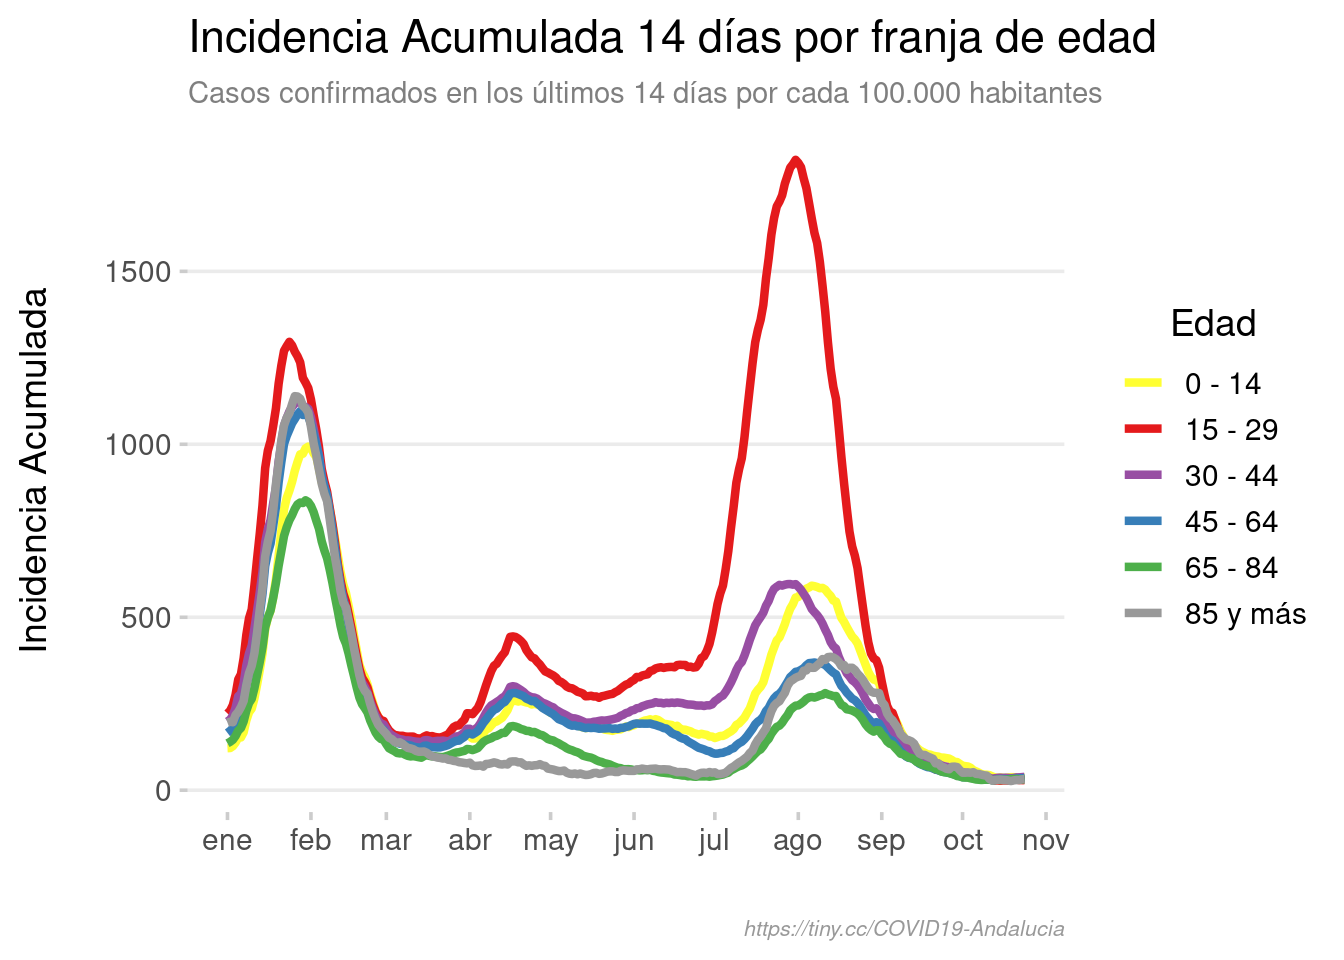 Incidencia Acumulada 14 días por franja de edad
Casos confirmados en los últimos 14 días por cada 100.000 habitantes
Incidencia Acumulada
1500
1000
500
0
ene feb mar abr may jun jul ago sep oct nov
Edad
0 - 14
15 - 29
30 - 44
45 - 64
65 - 84
85 y más
https://tiny.cc/COVID19-Andalucia